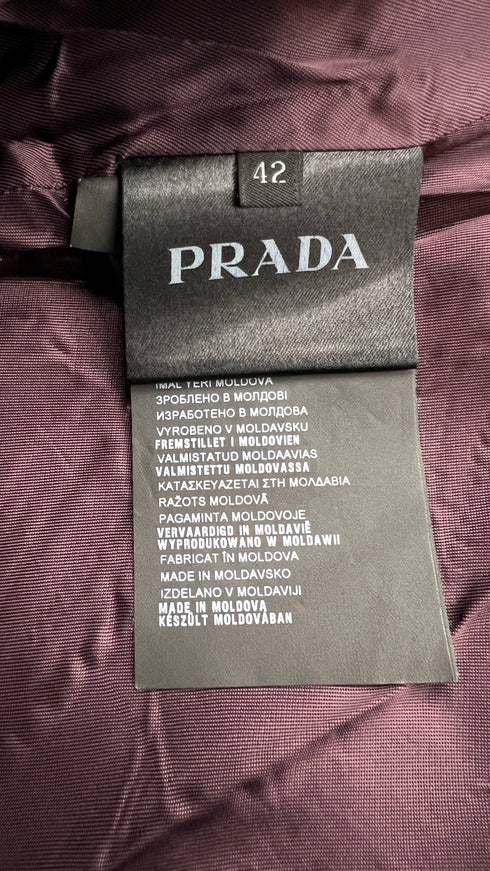 42
PRADA
IMAL YERI MOLDOVA
ЗРОБЛЕНО В МОЛДОВІ
ИЗРАБОТЕНО В МОЛДОВА
VYROBENO V MOLDAVSKU
FREMSTILLET I MOLDOVIEN
VALMISTATUD MOLDAAVIAS
VALMISTETTU MOLDOVASSA
ΚΑΤΑΣΚΕΥΑΖΕΤΑΙ ΣΤΗ ΜΟΛΔΑΒΙΑ
RAŽOTS MOLDOVĀ
PAGAMINTA MOLDOVOJE
VERVAARDIGD IN MOLDAVIË
WYPRODUKOWANO W MOLDAWII
FABRICAT ÎN MOLDOVA
MADE IN MOLDAVSKO
IZDELANO V MOLDAVIJI
MADE IN MOLDOVA
KÉSZÜLT MOLDOVÁBAN